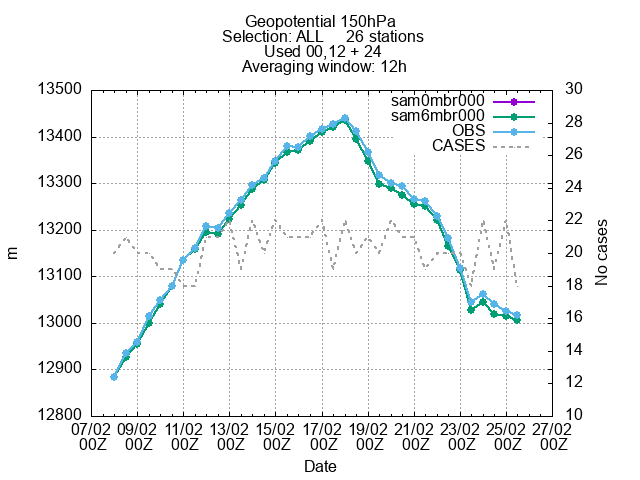 Geopotential 150hPa
Selection: ALL 26 stations
Used 00,12 + 24
Averaging window: 12h
sam0mbr000
sam6mbr000
OBS
CASES
13500
13400
13300
13200
13100
13000
12900
12800
m
30
28
26
24
22
20
18
16
14
12
10
No cases
07/02 09/02 11/02 13/02 15/02 17/02 19/02 21/02 23/02 25/02 27/02
00Z 00Z 00Z 00Z 00Z 00Z 00Z 00Z 00Z 00Z 00Z
Date